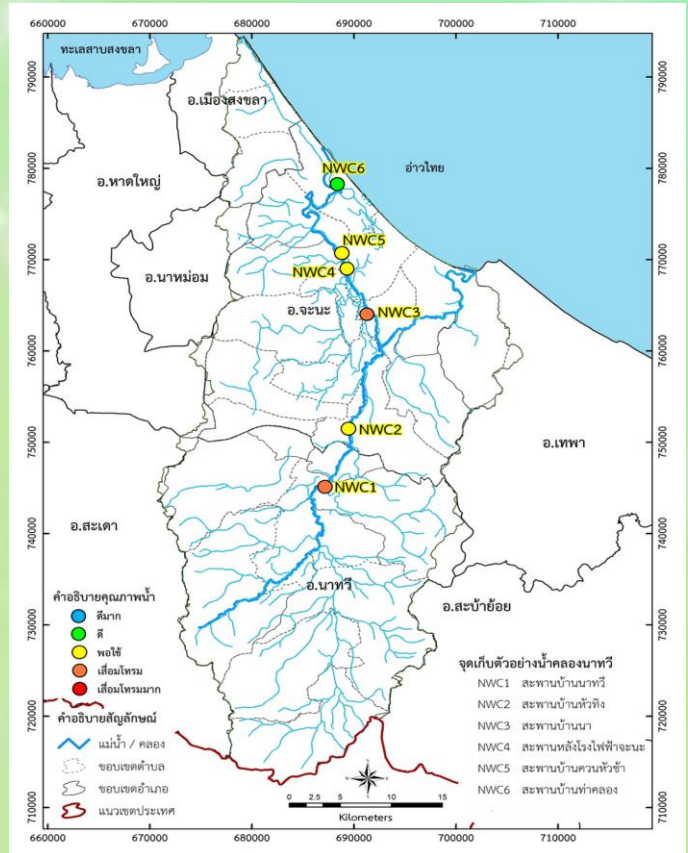 660000 670000 680000 690000 700000 710000
790000 780000 770000 760000 750000 740000 730000 720000 710000
ทะเลสาบสงขลา
อ.เมืองสงขลา
อ่าวไทย
อ.หาดใหญ่
NWC6
NWC5
อ.นาหม่อม
NWC4
อ.จะนะ
NWC3
NWC2
อ.เทพา
NWC1
อ.สะเดา
อ.นาทวี
อ.สะบ้าย้อย
คำอธิบายคุณภาพน้ำ
ดีมาก
ดี
พอใช้
เสื่อมโทรม
เสื่อมโทรมมาก
คำอธิบายสัญลักษณ์
แม่น้ำ / คลอง
ขอบเขตตำบล
ขอบเขตอำเภอ
แนวเขตประเทศ
จุดเก็บตัวอย่างน้ำคลองนาทวี
NWC1 สะพานบ้านนาทวี
NWC2 สะพานบ้านหัวทิง
NWC3 สะพานบ้านนา
NWC4 สะพานหลังโรงไฟฟ้าจะนะ
NWC5 สะพานบ้านควนหัวช้า
NWC6 สะพานบ้านท่าคลอง
0 2.5 5 10 15
Kilometers
790000 780000 770000 760000 750000 740000 730000 720000 710000
660000 670000 680000 690000 700000 710000